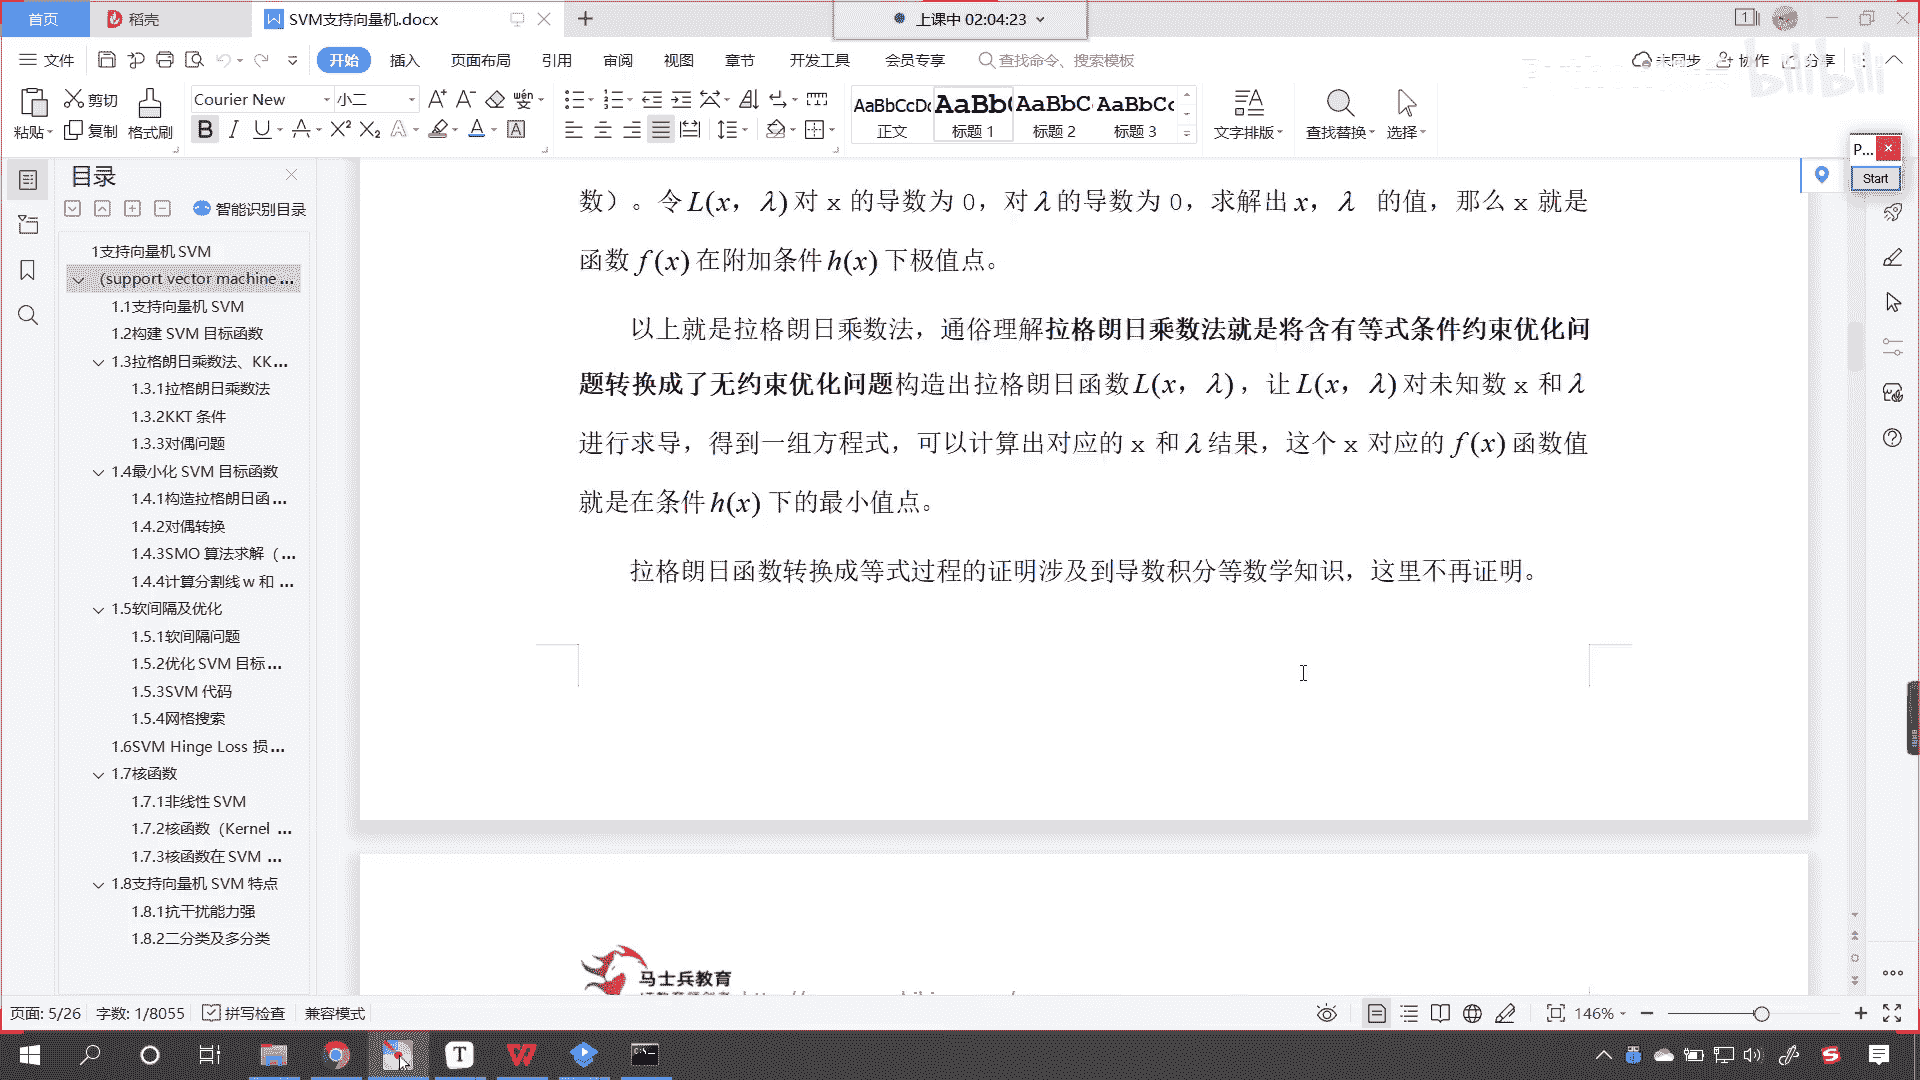 首页
稻壳
SVM支持向量机.docx
上课中 02:04:23
文件
开始
插入
页面布局
引用
审阅
视图
章节
开发工具
会员专享
查找命令、搜索模板
未同步
协作
分享
bilibili
粘贴
剪切
复制
格式刷
Courier New
小二
AaBbCcDd
正文
AaBb(
标题 1
AaBbC
标题 2
AaBbCc
标题 3
文字排版
查找替换
选择
P...
Start
目录
智能识别目录
1支持向量机 SVM
(support vector machine ...
1.1支持向量机 SVM
1.2构建 SVM 目标函数
1.3拉格朗日乘数法、KK...
1.3.1拉格朗日乘数法
1.3.2KKT 条件
1.3.3对偶问题
1.4最小化 SVM 目标函数
1.4.1构造拉格朗日函...
1.4.2对偶转换
1.4.3SMO 算法求解（...
1.4.4计算分割线 w 和 ...
1.5软间隔及优化
1.5.1软间隔问题
1.5.2优化 SVM 目标...
1.5.3SVM 代码
1.5.4网格搜索
1.6SVM Hinge Loss 损...
1.7核函数
1.7.1非线性 SVM
1.7.2核函数（Kernel ...
1.7.3核函数在 SVM ...
1.8支持向量机 SVM 特点
1.8.1抗干扰能力强
1.8.2二分类及多分类
数）。令 L(x，λ) 对 x 的导数为 0，对 λ 的导数为 0，求解出 x，λ 的值，那么 x 就是
函数 f(x) 在附加条件 h(x) 下极值点。
以上就是拉格朗日乘数法，通俗理解拉格朗日乘数法就是将含有等式条件约束优化问
题转换成了无约束优化问题构造出拉格朗日函数 L(x，λ)，让 L(x，λ) 对未知数 x 和 λ
进行求导，得到一组方程式，可以计算出对应的 x 和 λ 结果，这个 x 对应的 f(x) 函数值
就是在条件 h(x) 下的最小值点。
拉格朗日函数转换成等式过程的证明涉及到导数积分等数学知识，这里不再证明。
马士兵教育
页面: 5/26
字数: 1/8055
拼写检查
兼容模式
146%